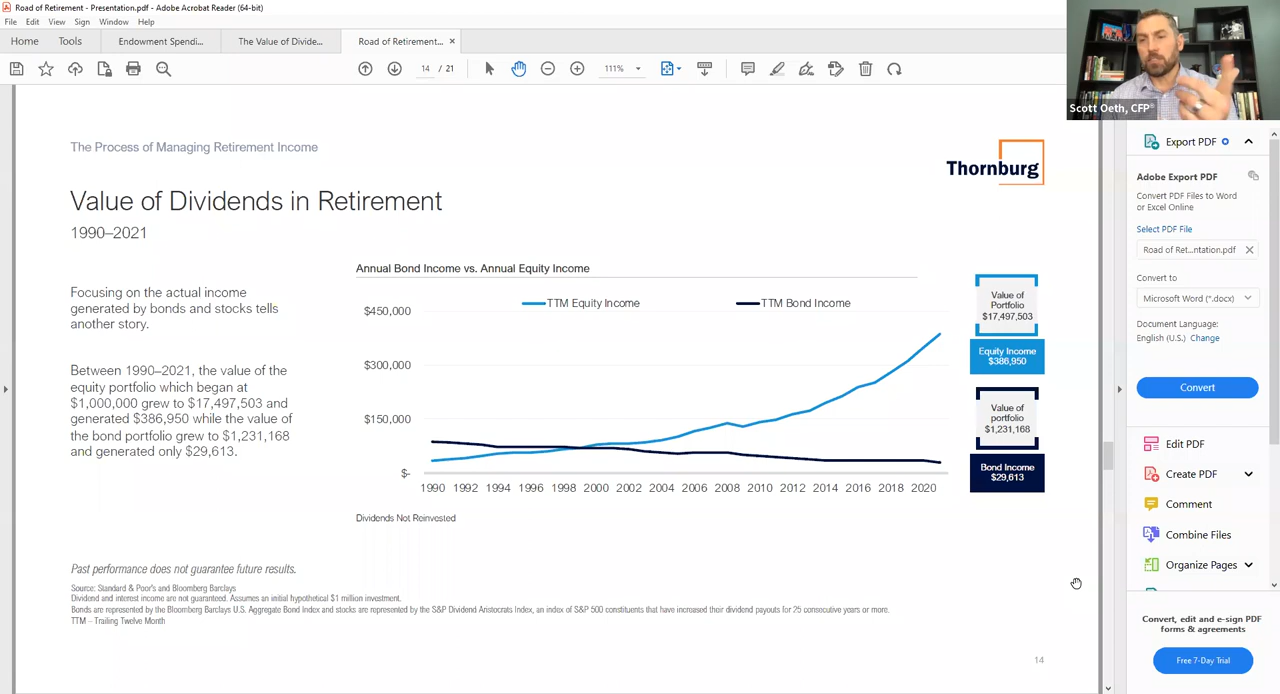 Road of Retirement - Presentation.pdf - Adobe Acrobat Reader (64-bit)
File Edit View Sign Window Help
Home Tools Endowment Spendi... The Value of Divide... Road of Retirement... ×
14 / 21 111%
Scott Oeth, CFP®
The Process of Managing Retirement Income
Thornburg
Value of Dividends in Retirement
1990–2021
Focusing on the actual income
generated by bonds and stocks tells
another story.
Between 1990–2021, the value of the
equity portfolio which began at
$1,000,000 grew to $17,497,503 and
generated $386,950 while the value of
the bond portfolio grew to $1,231,168
and generated only $29,613.
Annual Bond Income vs. Annual Equity Income
TTM Equity Income TTM Bond Income
$450,000
$300,000
$150,000
$-
1990 1992 1994 1996 1998 2000 2002 2004 2006 2008 2010 2012 2014 2016 2018 2020
Dividends Not Reinvested
Value of
Portfolio
$17,497,503
Equity Income
$386,950
Value of
portfolio
$1,231,168
Bond Income
$29,613
Past performance does not guarantee future results.
Source: Standard & Poor's and Bloomberg Barclays
Dividend and interest income are not guaranteed. Assumes an initial hypothetical $1 million investment.
Bonds are represented by the Bloomberg Barclays U.S. Aggregate Bond Index and stocks are represented by the S&P Dividend Aristocrats Index, an index of S&P 500 constituents that have increased their dividend payouts for 25 consecutive years or more.
TTM – Trailing Twelve Month
14
Export PDF
Adobe Export PDF
Convert PDF Files to Word
or Excel Online
Select PDF File
Road of Ret...ntation.pdf
Convert to
Microsoft Word (*.docx)
Document Language:
English (U.S.) Change
Convert
Edit PDF
Create PDF
Comment
Combine Files
Organize Pages
Convert, edit and e-sign PDF
forms & agreements
Free 7-Day Trial